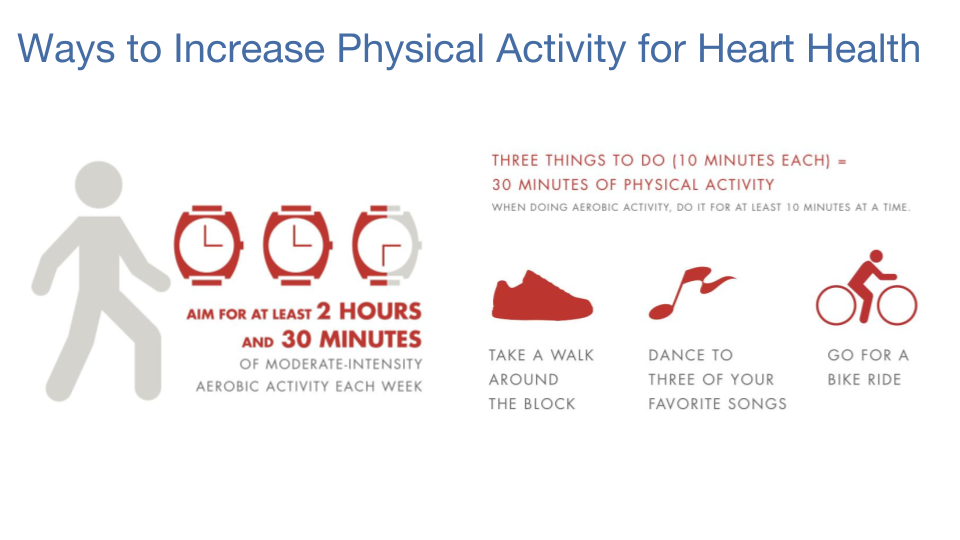 Ways to Increase Physical Activity for Heart Health
AIM FOR AT LEAST 2 HOURS
AND 30 MINUTES
OF MODERATE-INTENSITY
AEROBIC ACTIVITY EACH WEEK
THREE THINGS TO DO (10 MINUTES EACH) =
30 MINUTES OF PHYSICAL ACTIVITY
WHEN DOING AEROBIC ACTIVITY, DO IT FOR AT LEAST 10 MINUTES AT A TIME.
TAKE A WALK
AROUND
THE BLOCK
DANCE TO
THREE OF YOUR
FAVORITE SONGS
GO FOR A
BIKE RIDE